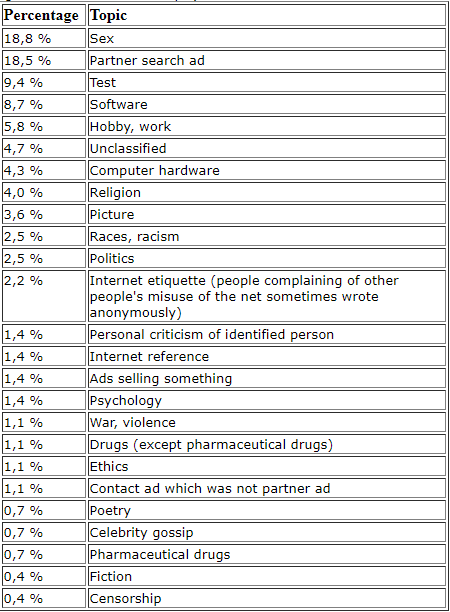 Percentage Topic
18,8 % Sex
18,5 % Partner search ad
9,4 % Test
8,7 % Software
5,8 % Hobby, work
4,7 % Unclassified
4,3 % Computer hardware
4,0 % Religion
3,6 % Picture
2,5 % Races, racism
2,5 % Politics
2,2 % Internet etiquette (people complaining of other
people's misuse of the net sometimes wrote
anonymously)
1,4 % Personal criticism of identified person
1,4 % Internet reference
1,4 % Ads selling something
1,4 % Psychology
1,1 % War, violence
1,1 % Drugs (except pharmaceutical drugs)
1,1 % Ethics
1,1 % Contact ad which was not partner ad
0,7 % Poetry
0,7 % Celebrity gossip
0,7 % Pharmaceutical drugs
0,4 % Fiction
0,4 % Censorship